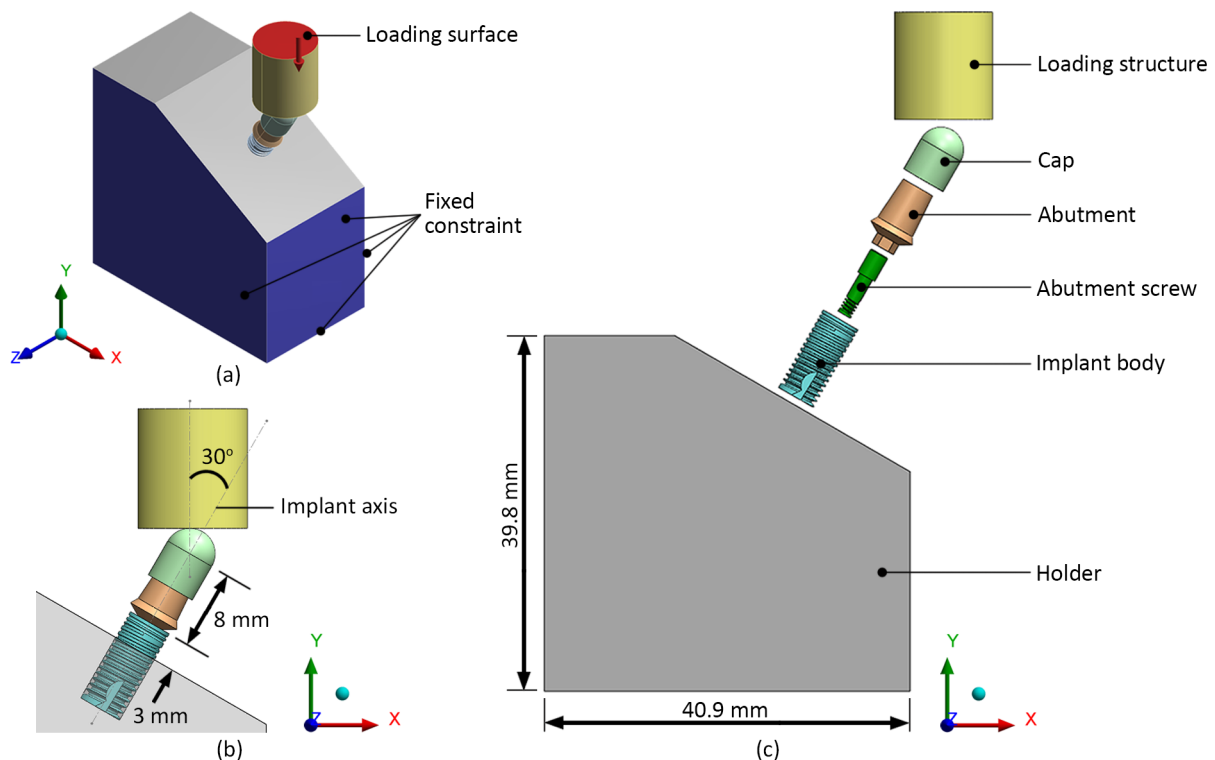 Loading surface
Fixed
constraint
Y
Z
X
(a)
30°
Implant axis
8 mm
3 mm
Y
Z
X
(b)
Loading structure
Cap
Abutment
Abutment screw
Implant body
39.8 mm
Holder
40.9 mm
Y
Z
X
(c)